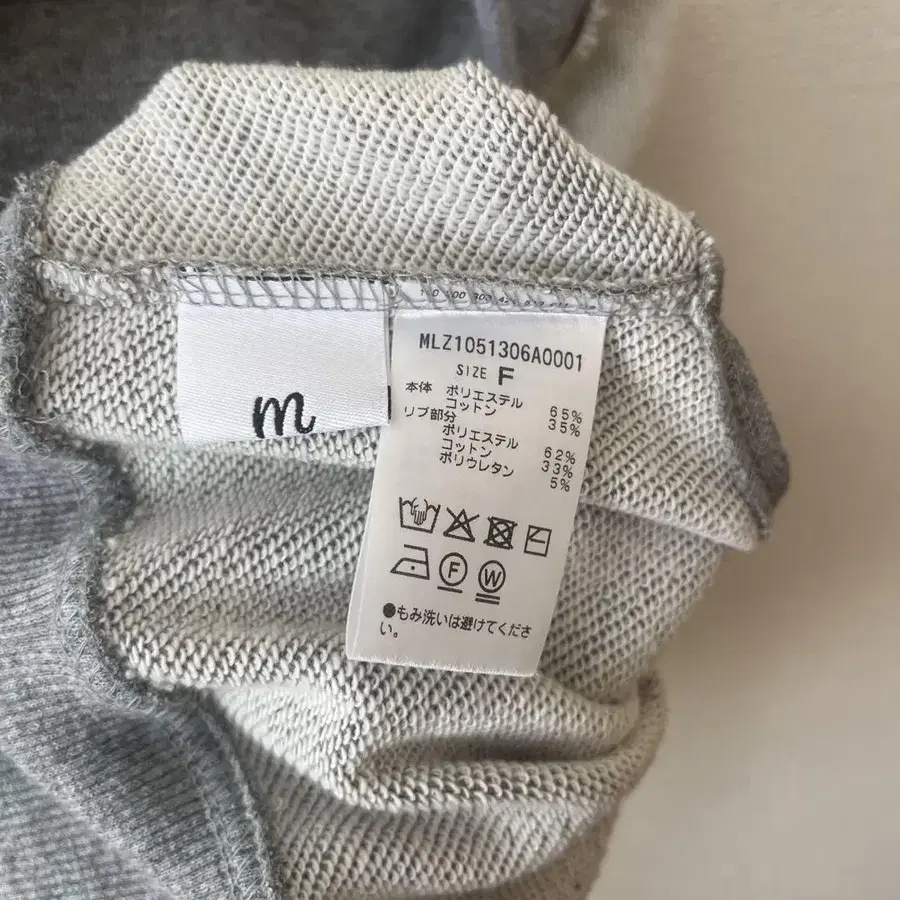 m
MLZ1051306A0001
SIZE F
本体 ポリエステル 65%
コットン 35%
リブ部分
ポリエステル 62%
コットン 33%
ポリウレタン 5%
F W
●もみ洗いは避けてくださ
い。